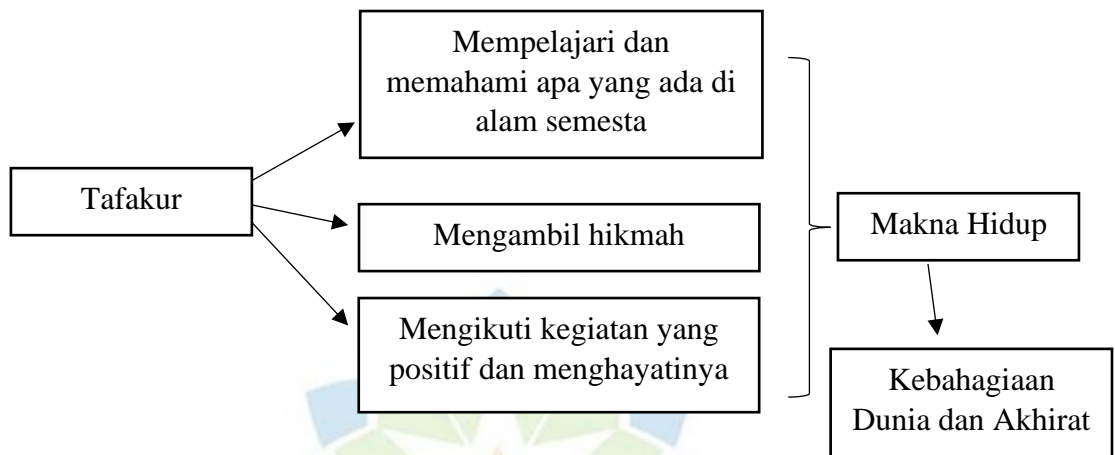 Tafakur
Mempelajari dan
memahami apa yang ada di
alam semesta
Mengambil hikmah
Mengikuti kegiatan yang
positif dan menghayatinya
Makna Hidup
Kebahagiaan
Dunia dan Akhirat